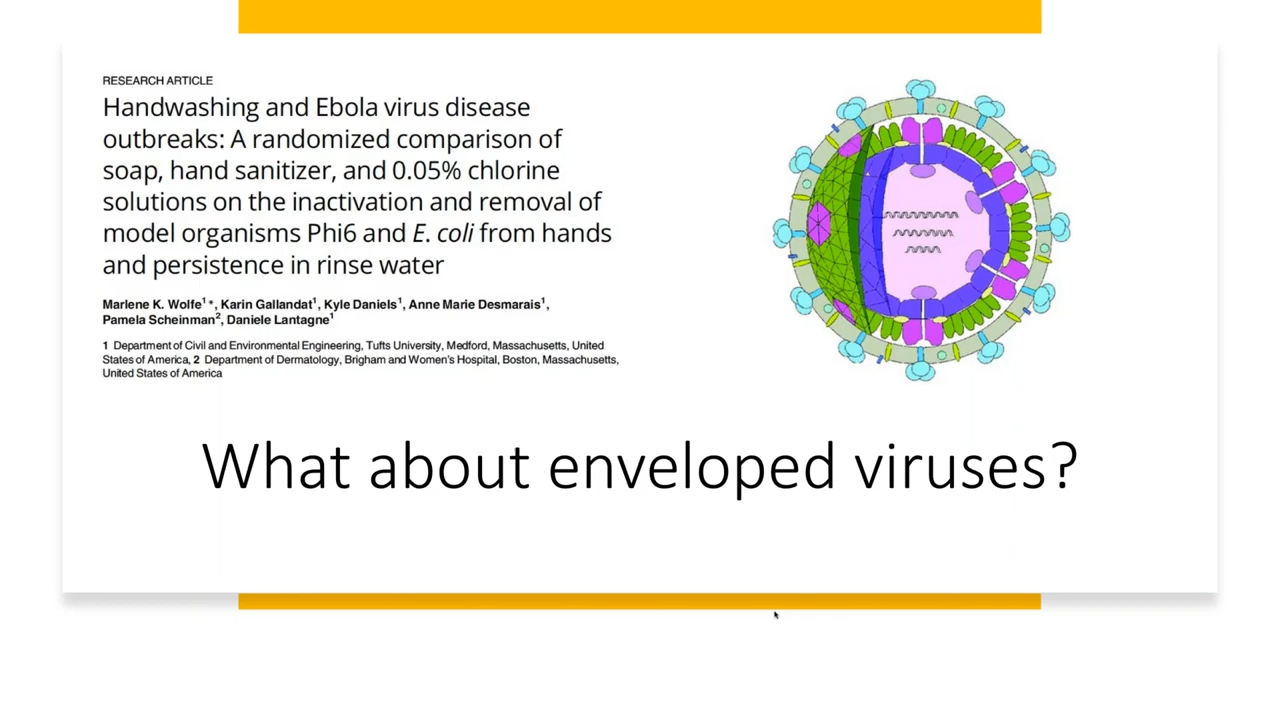 RESEARCH ARTICLE
Handwashing and Ebola virus disease
outbreaks: A randomized comparison of
soap, hand sanitizer, and 0.05% chlorine
solutions on the inactivation and removal of
model organisms Phi6 and E. coli from hands
and persistence in rinse water
Marlene K. Wolfe1*, Karin Gallandat1, Kyle Daniels1, Anne Marie Desmarais1,
Pamela Scheinman2, Daniele Lantagne1
1 Department of Civil and Environmental Engineering, Tufts University, Medford, Massachusetts, United
States of America, 2 Department of Dermatology, Brigham and Women's Hospital, Boston, Massachusetts,
United States of America
What about enveloped viruses?